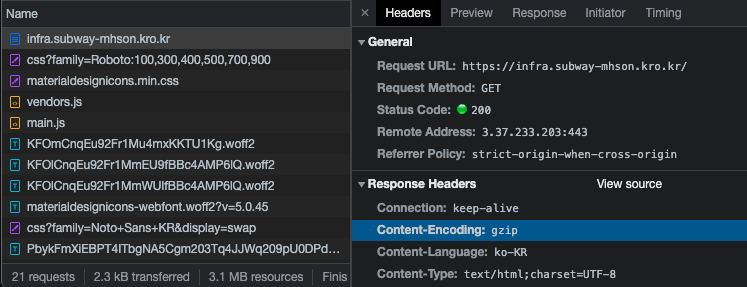 Name
infra.subway-mhson.kro.kr
css?family=Roboto:100,300,400,500,700,900
materialdesignicons.min.css
vendors.js
main.js
KFOmCnqEu92Fr1Mu4mxKKTU1Kg.woff2
KFOlCnqEu92Fr1MmEU9fBBc4AMP6lQ.woff2
KFOlCnqEu92Fr1MmWUlfBBc4AMP6lQ.woff2
materialdesignicons-webfont.woff2?v=5.0.45
css?family=Noto+Sans+KR&display=swap
PbykFmXiEBPT4ITbgNA5Cgm203Tq4JJWq209pU0DPd…
21 requests 2.3 kB transferred 3.1 MB resources Finis
× Headers Preview Response Initiator Timing
▼ General
Request URL: https://infra.subway-mhson.kro.kr/
Request Method: GET
Status Code: 200
Remote Address: 3.37.233.203:443
Referrer Policy: strict-origin-when-cross-origin
▼ Response Headers View source
Connection: keep-alive
Content-Encoding: gzip
Content-Language: ko-KR
Content-Type: text/html;charset=UTF-8